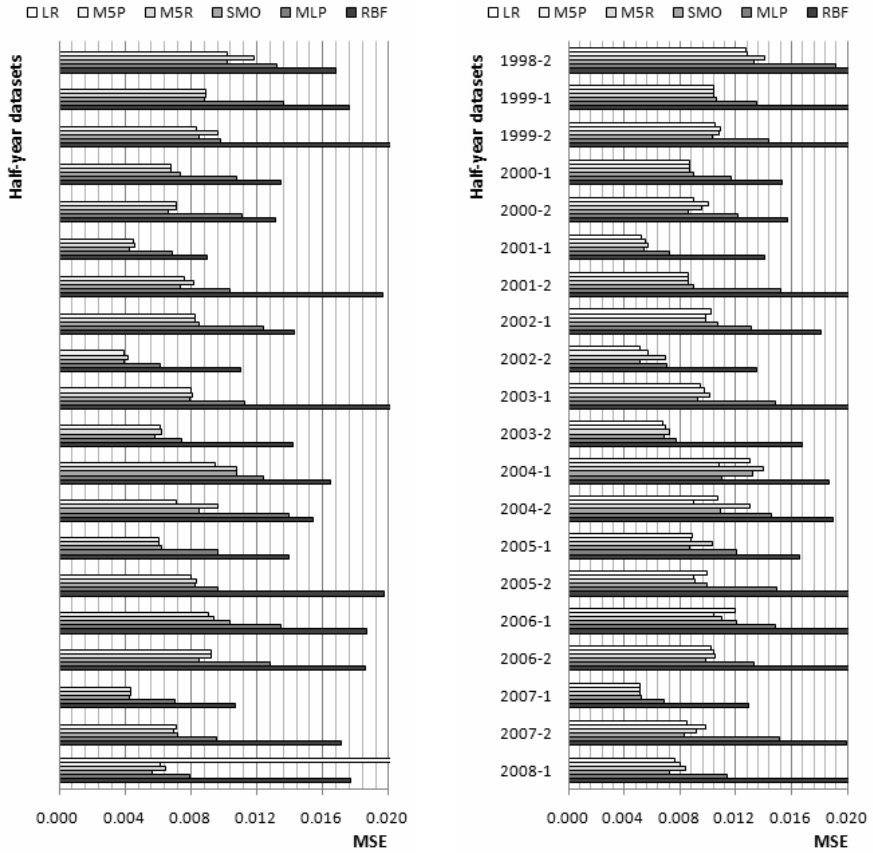 LR M5P M5R SMO MLP RBF
Half-year datasets
0.000 0.004 0.008 0.012 0.016 0.020
MSE
LR M5P M5R SMO MLP RBF
Half-year datasets
1998-2
1999-1
1999-2
2000-1
2000-2
2001-1
2001-2
2002-1
2002-2
2003-1
2003-2
2004-1
2004-2
2005-1
2005-2
2006-1
2006-2
2007-1
2007-2
2008-1
0.000 0.004 0.008 0.012 0.016 0.020
MSE